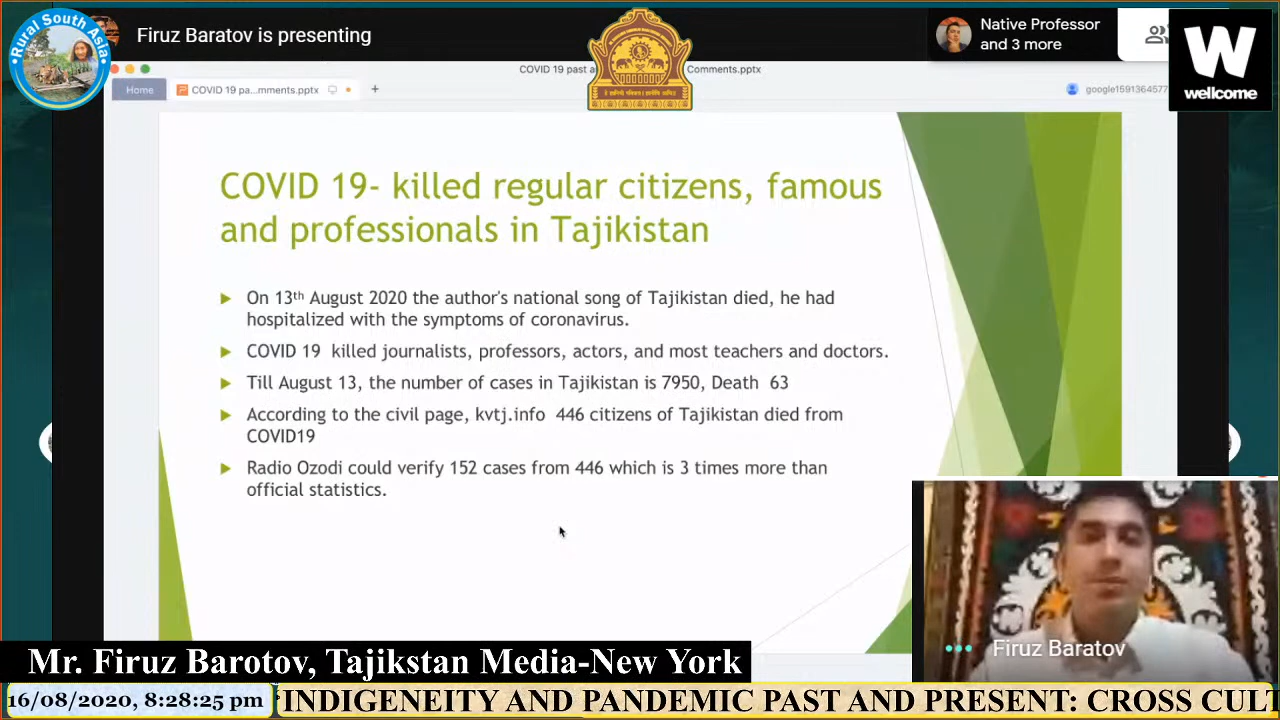 Rural South Asia
Firuz Baratov is presenting
Native Professor
and 3 more
W
wellcome
COVID 19 past a
Comments.pptx
Home
COVID 19 pa...mments.pptx
+
google1591364577
COVID 19- killed regular citizens, famous
and professionals in Tajikistan
On 13th August 2020 the author's national song of Tajikistan died, he had
hospitalized with the symptoms of coronavirus.
COVID 19 killed journalists, professors, actors, and most teachers and doctors.
Till August 13, the number of cases in Tajikistan is 7950, Death 63
According to the civil page, kvtj.info 446 citizens of Tajikistan died from
COVID19
Radio Ozodi could verify 152 cases from 446 which is 3 times more than
official statistics.
Firuz Baratov
Mr. Firuz Barotov, Tajikstan Media-New York
16/08/2020, 8:28:25 pm
INDIGENEITY AND PANDEMIC PAST AND PRESENT: CROSS CULT